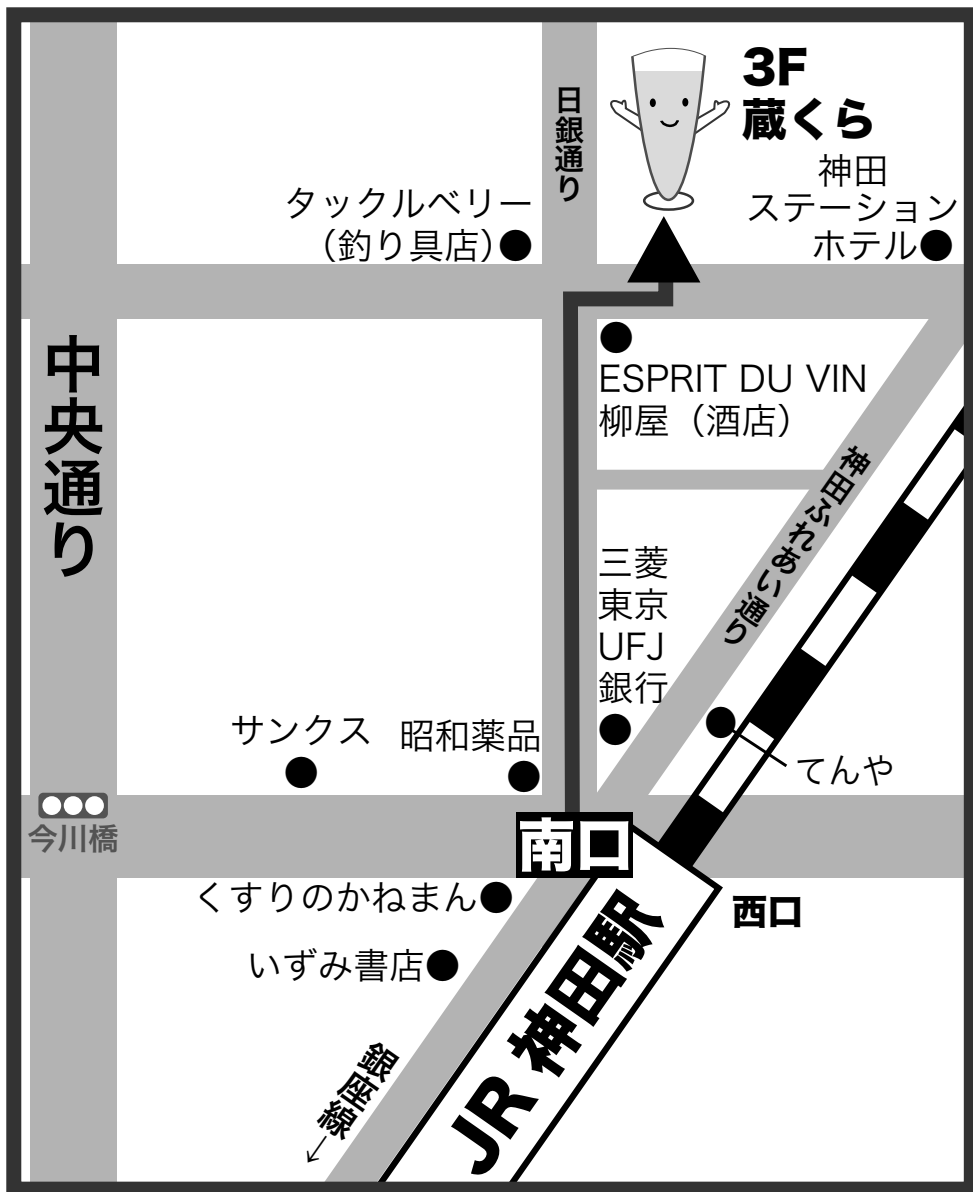 3F
蔵くら
日銀通り
神田
ステーション
ホテル
タックルベリー
（釣り具店）
中央通り
ESPRIT DU VIN
柳屋（酒店）
神田ふれあい通り
三菱
東京
UFJ
銀行
サンクス
昭和薬品
てんや
今川橋
南口
くすりのかねまん
西口
いずみ書店
JR 神田駅
銀座線
↓